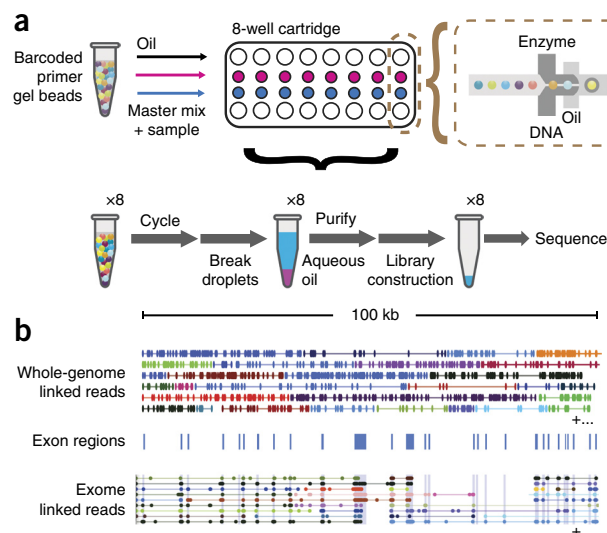 a
8-well cartridge
Oil
Barcoded
primer
gel beads
Master mix
+ sample
Enzyme
Oil
DNA
×8
Cycle
Break
droplets
×8
Purify
Aqueous
oil
Library
construction
×8
Sequence
b
100 kb
Whole-genome
linked reads
+...
Exon regions
Exome
linked reads
+